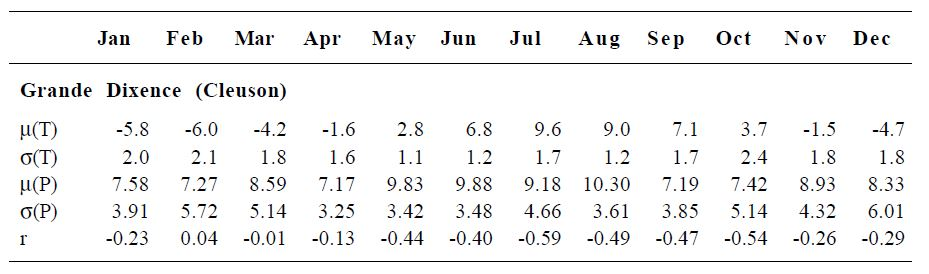 Jan Feb Mar Apr May Jun Jul Aug Sep Oct Nov Dec
Grande Dixence (Cleuson)
μ(T) -5.8 -6.0 -4.2 -1.6 2.8 6.8 9.6 9.0 7.1 3.7 -1.5 -4.7
σ(T) 2.0 2.1 1.8 1.6 1.1 1.2 1.7 1.2 1.7 2.4 1.8 1.8
μ(P) 7.58 7.27 8.59 7.17 9.83 9.88 9.18 10.30 7.19 7.42 8.93 8.33
σ(P) 3.91 5.72 5.14 3.25 3.42 3.48 4.66 3.61 3.85 5.14 4.32 6.01
r -0.23 0.04 -0.01 -0.13 -0.44 -0.40 -0.59 -0.49 -0.47 -0.54 -0.26 -0.29